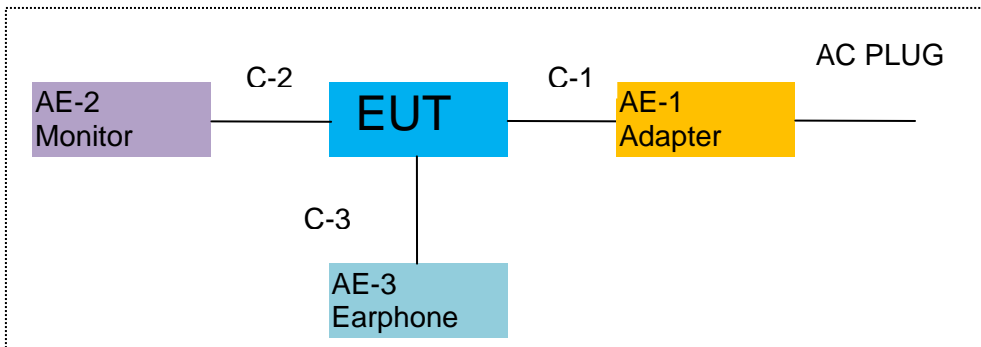 AC PLUG
C-2
C-1
AE-2
Monitor
EUT
AE-1
Adapter
C-3
AE-3
Earphone